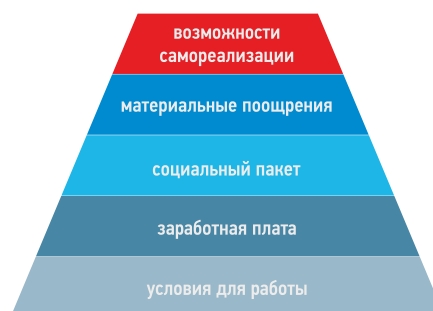 возможности
самореализации
материальные поощрения
социальный пакет
заработная плата
условия для работы